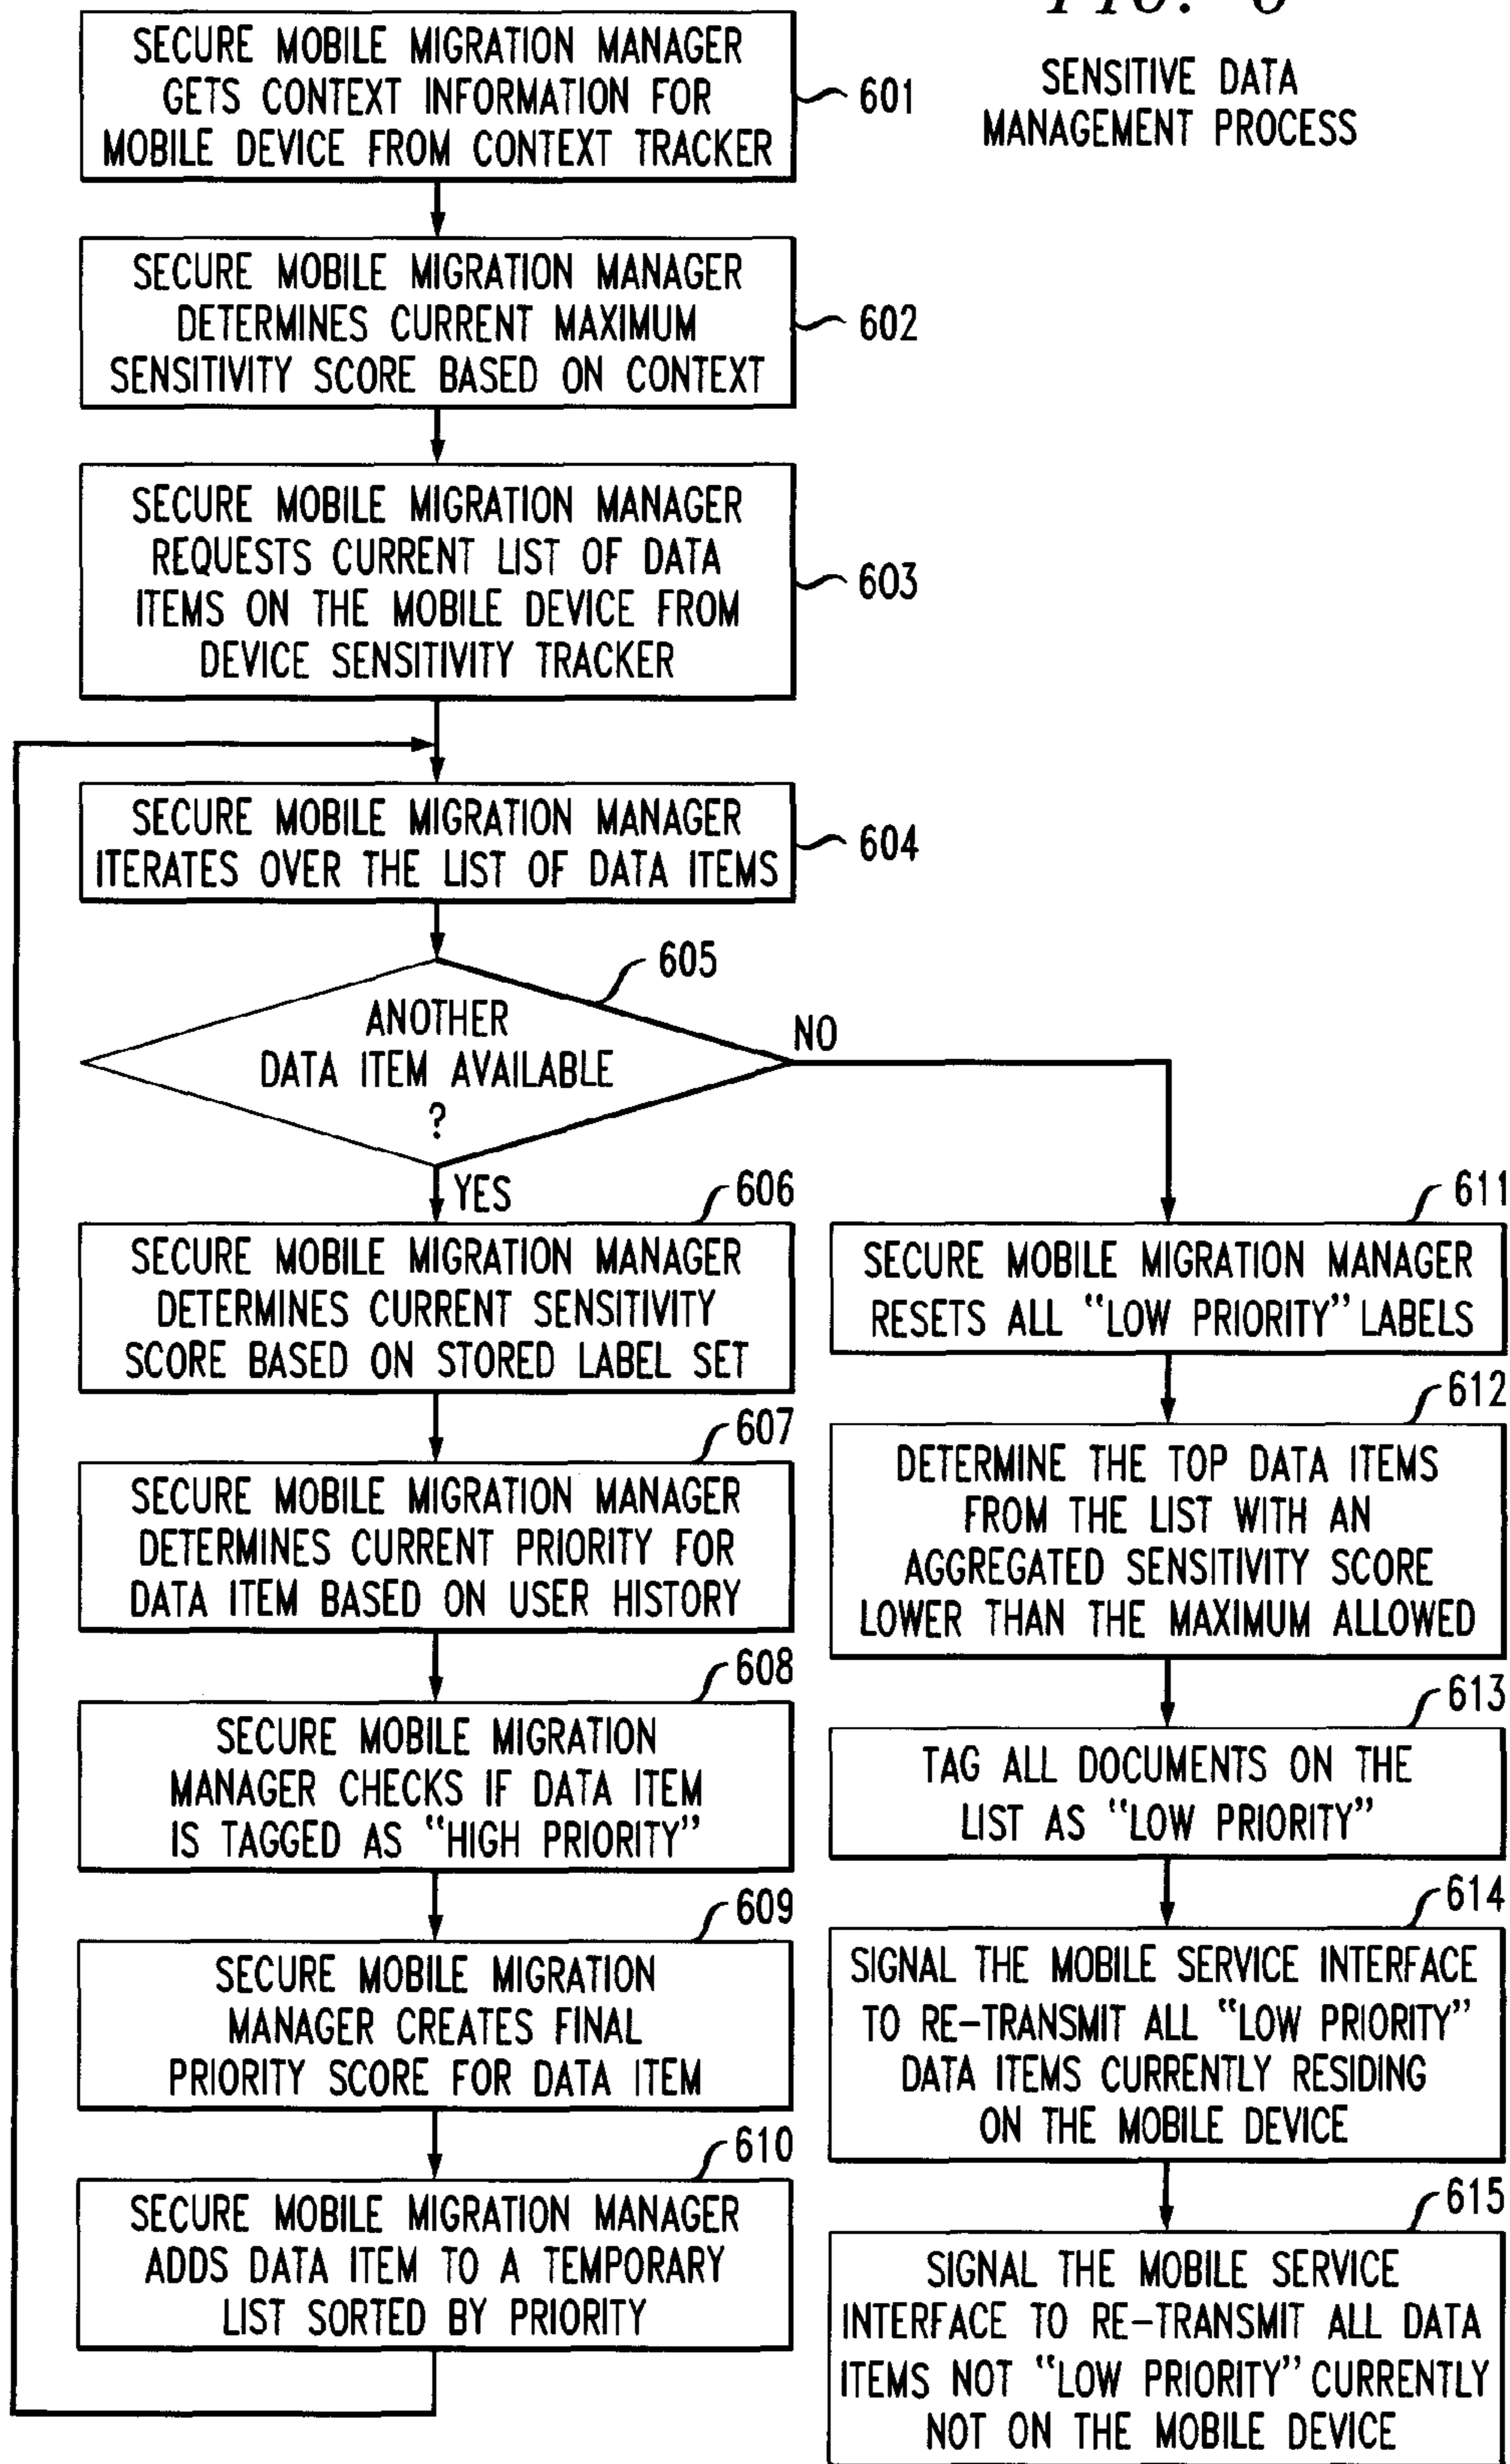 FIG. 6
SENSITIVE DATA
MANAGEMENT PROCESS
SECURE MOBILE MIGRATION MANAGER
GETS CONTEXT INFORMATION FOR
MOBILE DEVICE FROM CONTEXT TRACKER
601
SECURE MOBILE MIGRATION MANAGER
DETERMINES CURRENT MAXIMUM
SENSITIVITY SCORE BASED ON CONTEXT
602
SECURE MOBILE MIGRATION MANAGER
REQUESTS CURRENT LIST OF DATA
ITEMS ON THE MOBILE DEVICE FROM
DEVICE SENSITIVITY TRACKER
603
SECURE MOBILE MIGRATION MANAGER
ITERATES OVER THE LIST OF DATA ITEMS
604
605
ANOTHER
DATA ITEM AVAILABLE
?
NO
YES
606
SECURE MOBILE MIGRATION MANAGER
DETERMINES CURRENT SENSITIVITY
SCORE BASED ON STORED LABEL SET
607
SECURE MOBILE MIGRATION MANAGER
DETERMINES CURRENT PRIORITY FOR
DATA ITEM BASED ON USER HISTORY
608
SECURE MOBILE MIGRATION
MANAGER CHECKS IF DATA ITEM
IS TAGGED AS “HIGH PRIORITY”
609
SECURE MOBILE MIGRATION
MANAGER CREATES FINAL
PRIORITY SCORE FOR DATA ITEM
610
SECURE MOBILE MIGRATION MANAGER
ADDS DATA ITEM TO A TEMPORARY
LIST SORTED BY PRIORITY
611
SECURE MOBILE MIGRATION MANAGER
RESETS ALL “LOW PRIORITY” LABELS
612
DETERMINE THE TOP DATA ITEMS
FROM THE LIST WITH AN
AGGREGATED SENSITIVITY SCORE
LOWER THAN THE MAXIMUM ALLOWED
613
TAG ALL DOCUMENTS ON THE
LIST AS “LOW PRIORITY”
614
SIGNAL THE MOBILE SERVICE INTERFACE
TO RE-TRANSMIT ALL “LOW PRIORITY”
DATA ITEMS CURRENTLY RESIDING
ON THE MOBILE DEVICE
615
SIGNAL THE MOBILE SERVICE
INTERFACE TO RE-TRANSMIT ALL DATA
ITEMS NOT “LOW PRIORITY” CURRENTLY
NOT ON THE MOBILE DEVICE